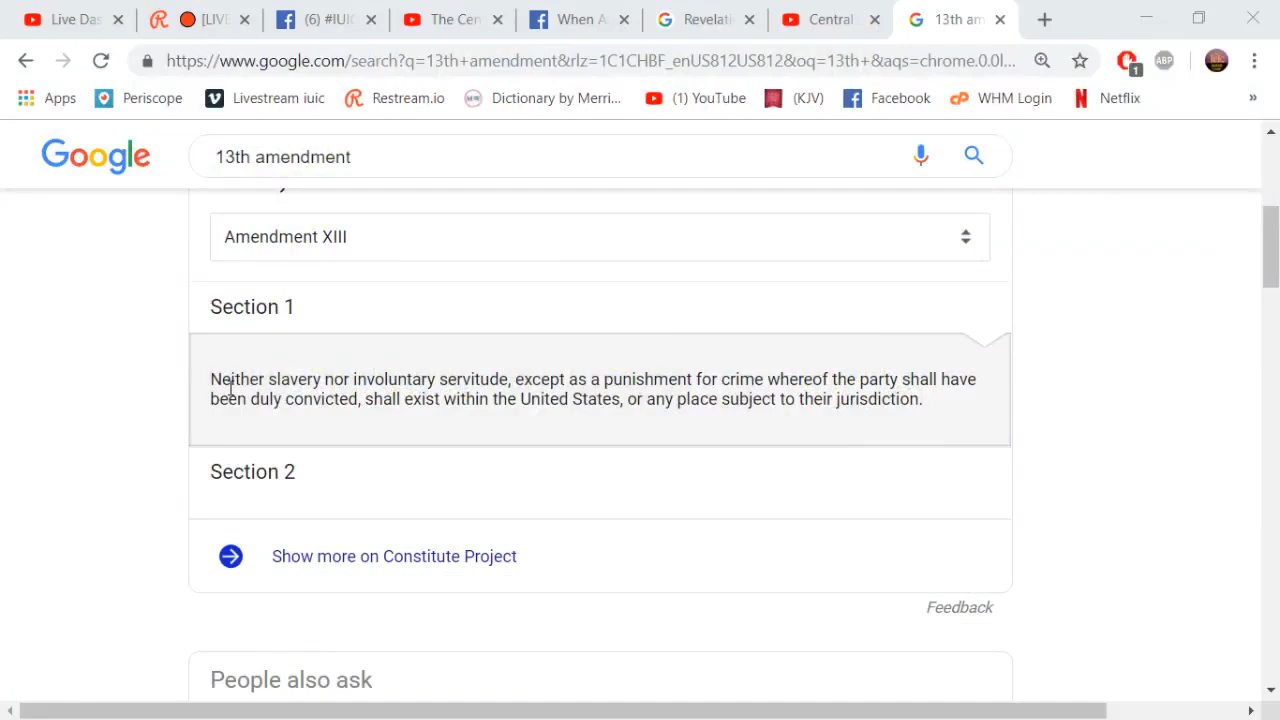 Live Da [LIVE (6) #IUIC The Cen When A Revelat Central 13th am
https://www.google.com/search?q=13th+amendment&rlz=1C1CHBF_enUS812US812&oq=13th+&aqs=chrome.0.0l... 1 ABP
Apps Periscope Livestream iuic Restream.io Dictionary by Merri... (1) YouTube (KJV) Facebook WHM Login Netflix »
Google 13th amendment
Amendment XIII
Section 1
Neither slavery nor involuntary servitude, except as a punishment for crime whereof the party shall have
been duly convicted, shall exist within the United States, or any place subject to their jurisdiction.
Section 2
Show more on Constitute Project
Feedback
People also ask